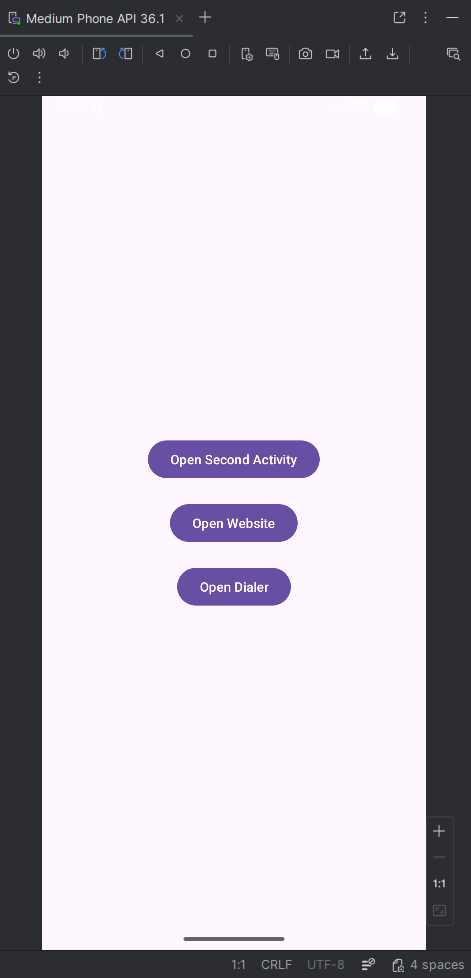 Medium Phone API 36.1
Open Second Activity
Open Website
Open Dialer
1:1
1:1 CRLF UTF-8 4 spaces